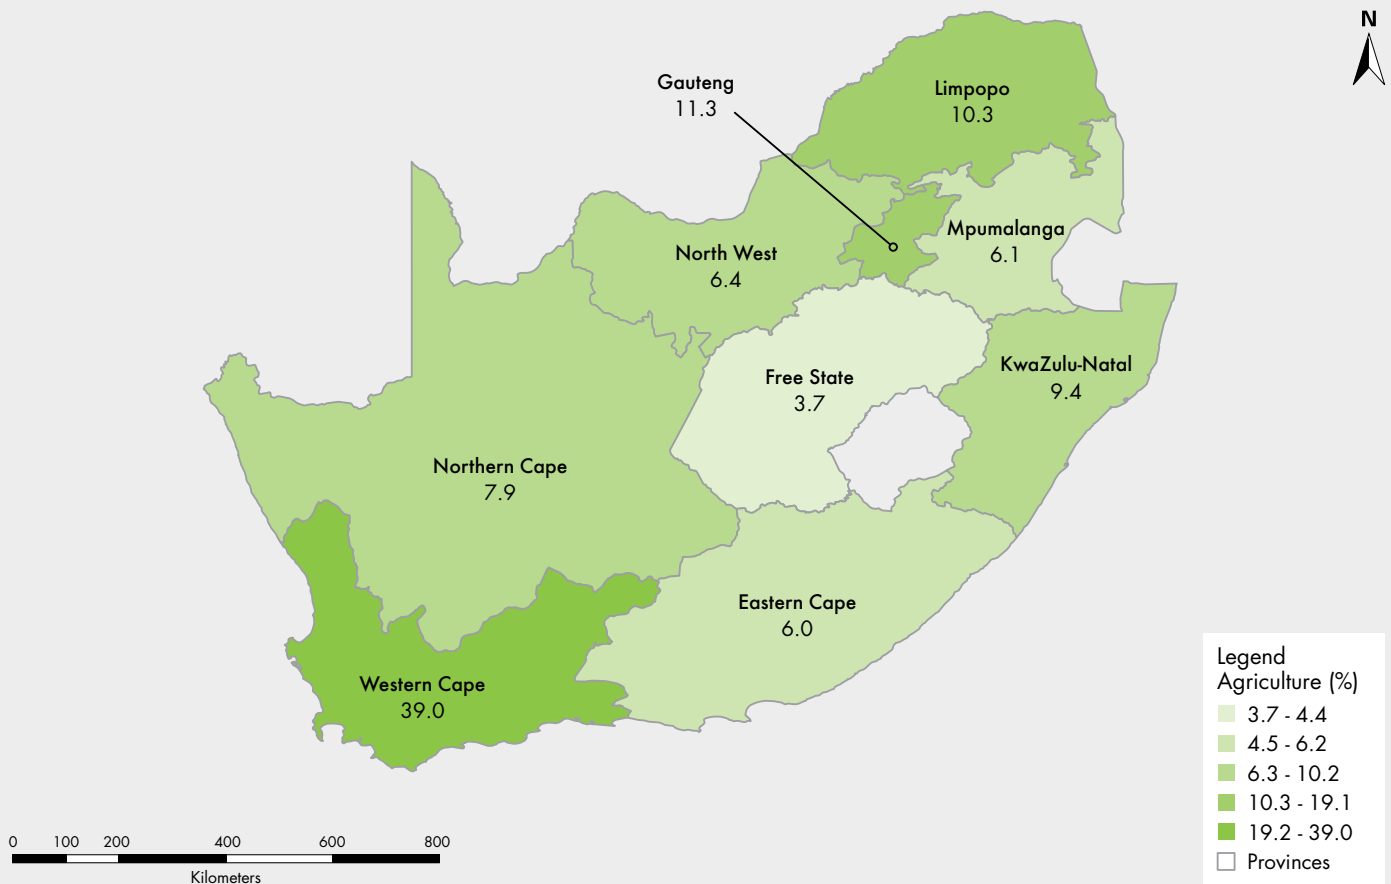 N
Gauteng
11.3
Limpopo
10.3
Mpumalanga
6.1
North West
6.4
KwaZulu-Natal
9.4
Free State
3.7
Northern Cape
7.9
Eastern Cape
6.0
Western Cape
39.0
Legend
Agriculture (%)
3.7 - 4.4
4.5 - 6.2
6.3 - 10.2
10.3 - 19.1
19.2 - 39.0
Provinces
0 100 200 400 600 800
Kilometers